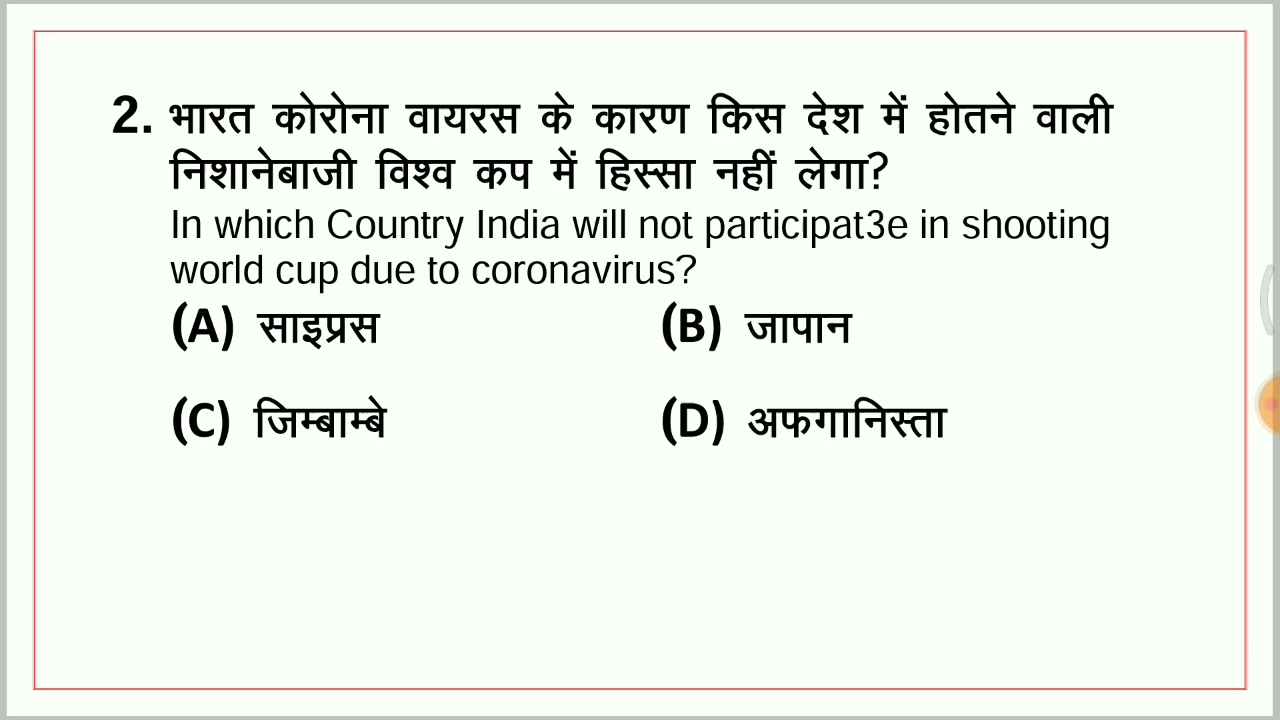 2. भारत कोरोना वायरस के कारण किस देश में होतने वाली
निशानेबाजी विश्व कप में हिस्सा नहीं लेगा?
In which Country India will not participat3e in shooting
world cup due to coronavirus?
(A) साइप्रस (B) जापान
(C) जिम्बाम्बे (D) अफगानिस्ता